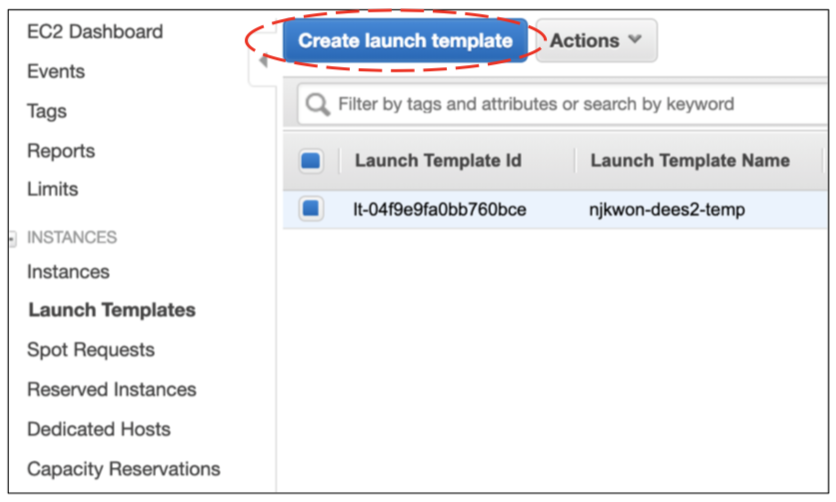 EC2 Dashboard
Events
Tags
Reports
Limits
INSTANCES
Instances
Launch Templates
Spot Requests
Reserved Instances
Dedicated Hosts
Capacity Reservations
Create launch template
Actions
Filter by tags and attributes or search by keyword
Launch Template Id Launch Template Name
lt-04f9e9fa0bb760bce njkwon-dees2-temp